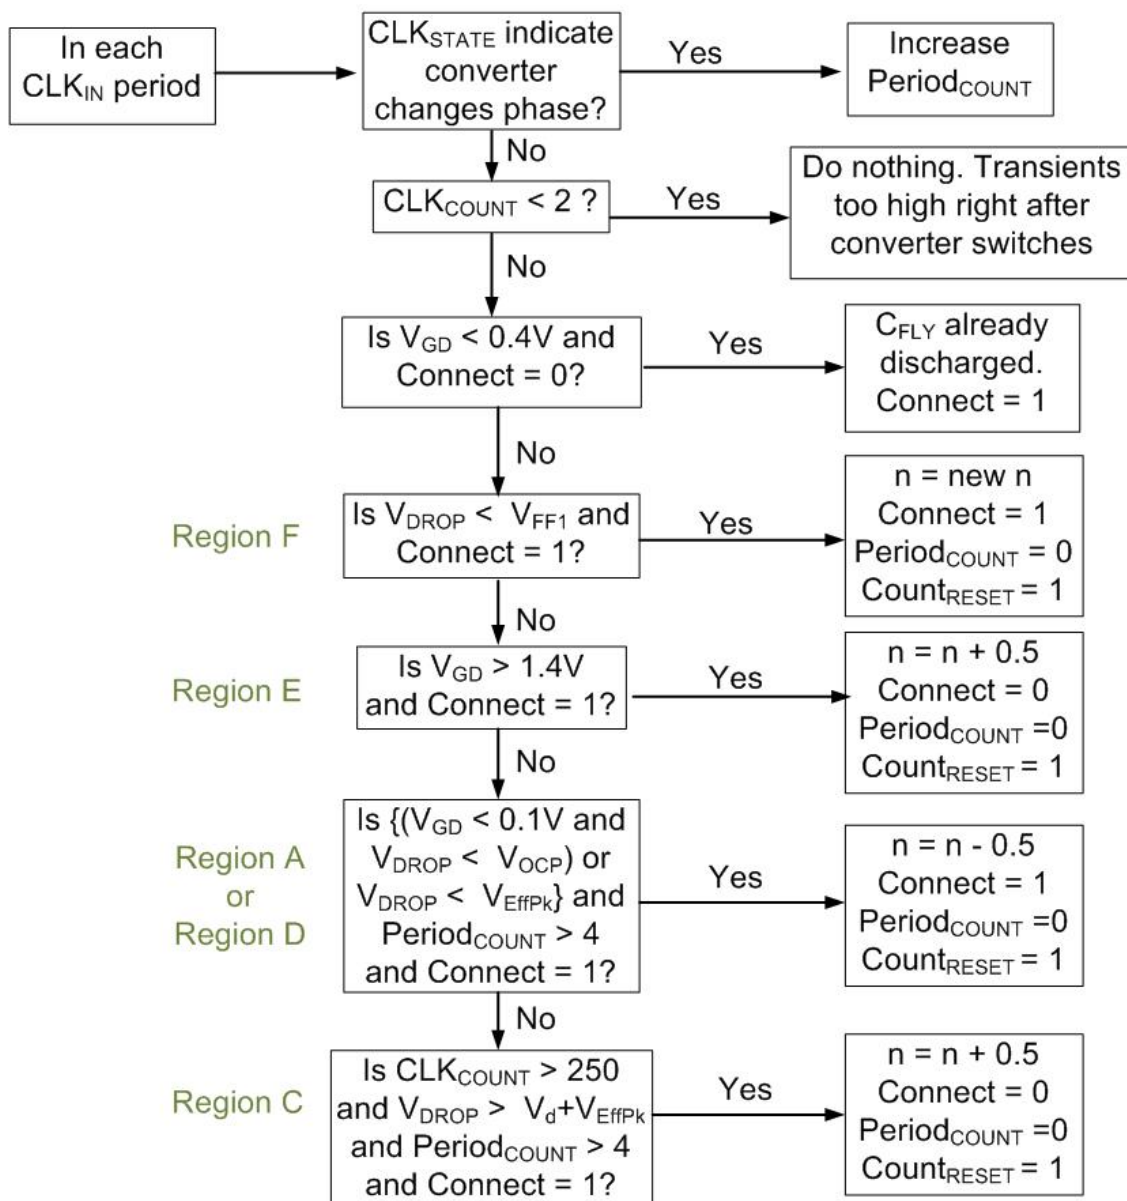 In each
CLKIN period
CLKSTATE indicate
converter
changes phase?
Yes
Increase
PeriodCOUNT
No
CLKCOUNT < 2 ?
Yes
Do nothing. Transients
too high right after
converter switches
No
Is VGD < 0.4V and
Connect = 0?
Yes
CFLY already
discharged.
Connect = 1
No
Region F
Is VDROP < VFF1 and
Connect = 1?
Yes
n = new n
Connect = 1
PeriodCOUNT = 0
CountRESET = 1
No
Region E
Is VGD > 1.4V
and Connect = 1?
Yes
n = n + 0.5
Connect = 0
PeriodCOUNT =0
CountRESET = 1
No
Region A
or
Region D
Is {(VGD < 0.1V and
VDROP < VOCP) or
VDROP < VEffPk} and
PeriodCOUNT > 4
and Connect = 1?
Yes
n = n - 0.5
Connect = 1
PeriodCOUNT =0
CountRESET = 1
No
Region C
Is CLKCOUNT > 250
and VDROP > Vd+VEffPk
and PeriodCOUNT > 4
and Connect = 1?
Yes
n = n + 0.5
Connect = 0
PeriodCOUNT =0
CountRESET = 1